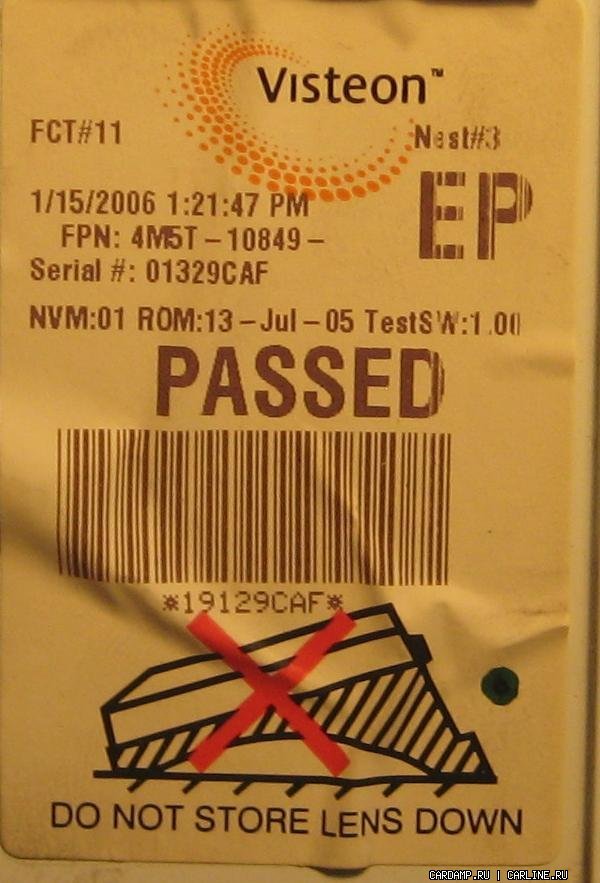 Visteon™
FCT#11 Nest#3
EP
1/15/2006 1:21:47 PM
FPN: 4M5T-10849-
Serial #: 01329CAF
NVM:01 ROM:13-Jul-05 TestSW:1.00
PASSED
*19129CAF*
DO NOT STORE LENS DOWN
CARDAMP.RU | CARLINE.RU